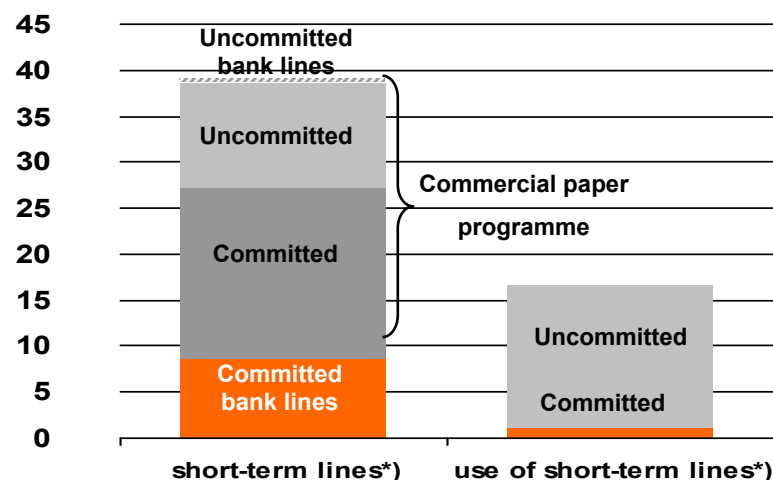 45
40
35
30
25
20
15
10
5
0
Uncommitted
bank lines
Uncommitted
Commercial paper
programme
Committed
Committed
bank lines
Uncommitted
Committed
short-term lines*)
use of short-term lines*)